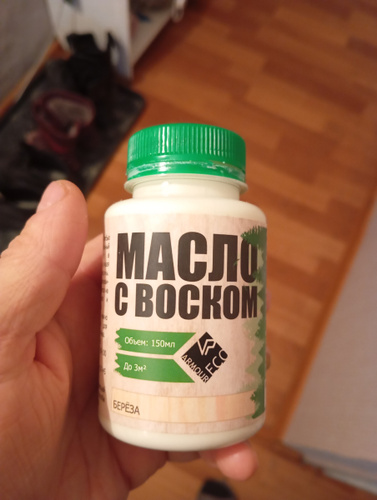 МАСЛО
С ВОСКОМ
Объем: 150мл
До 3м²
ARMOUR
ECO
БЕРЁЗА